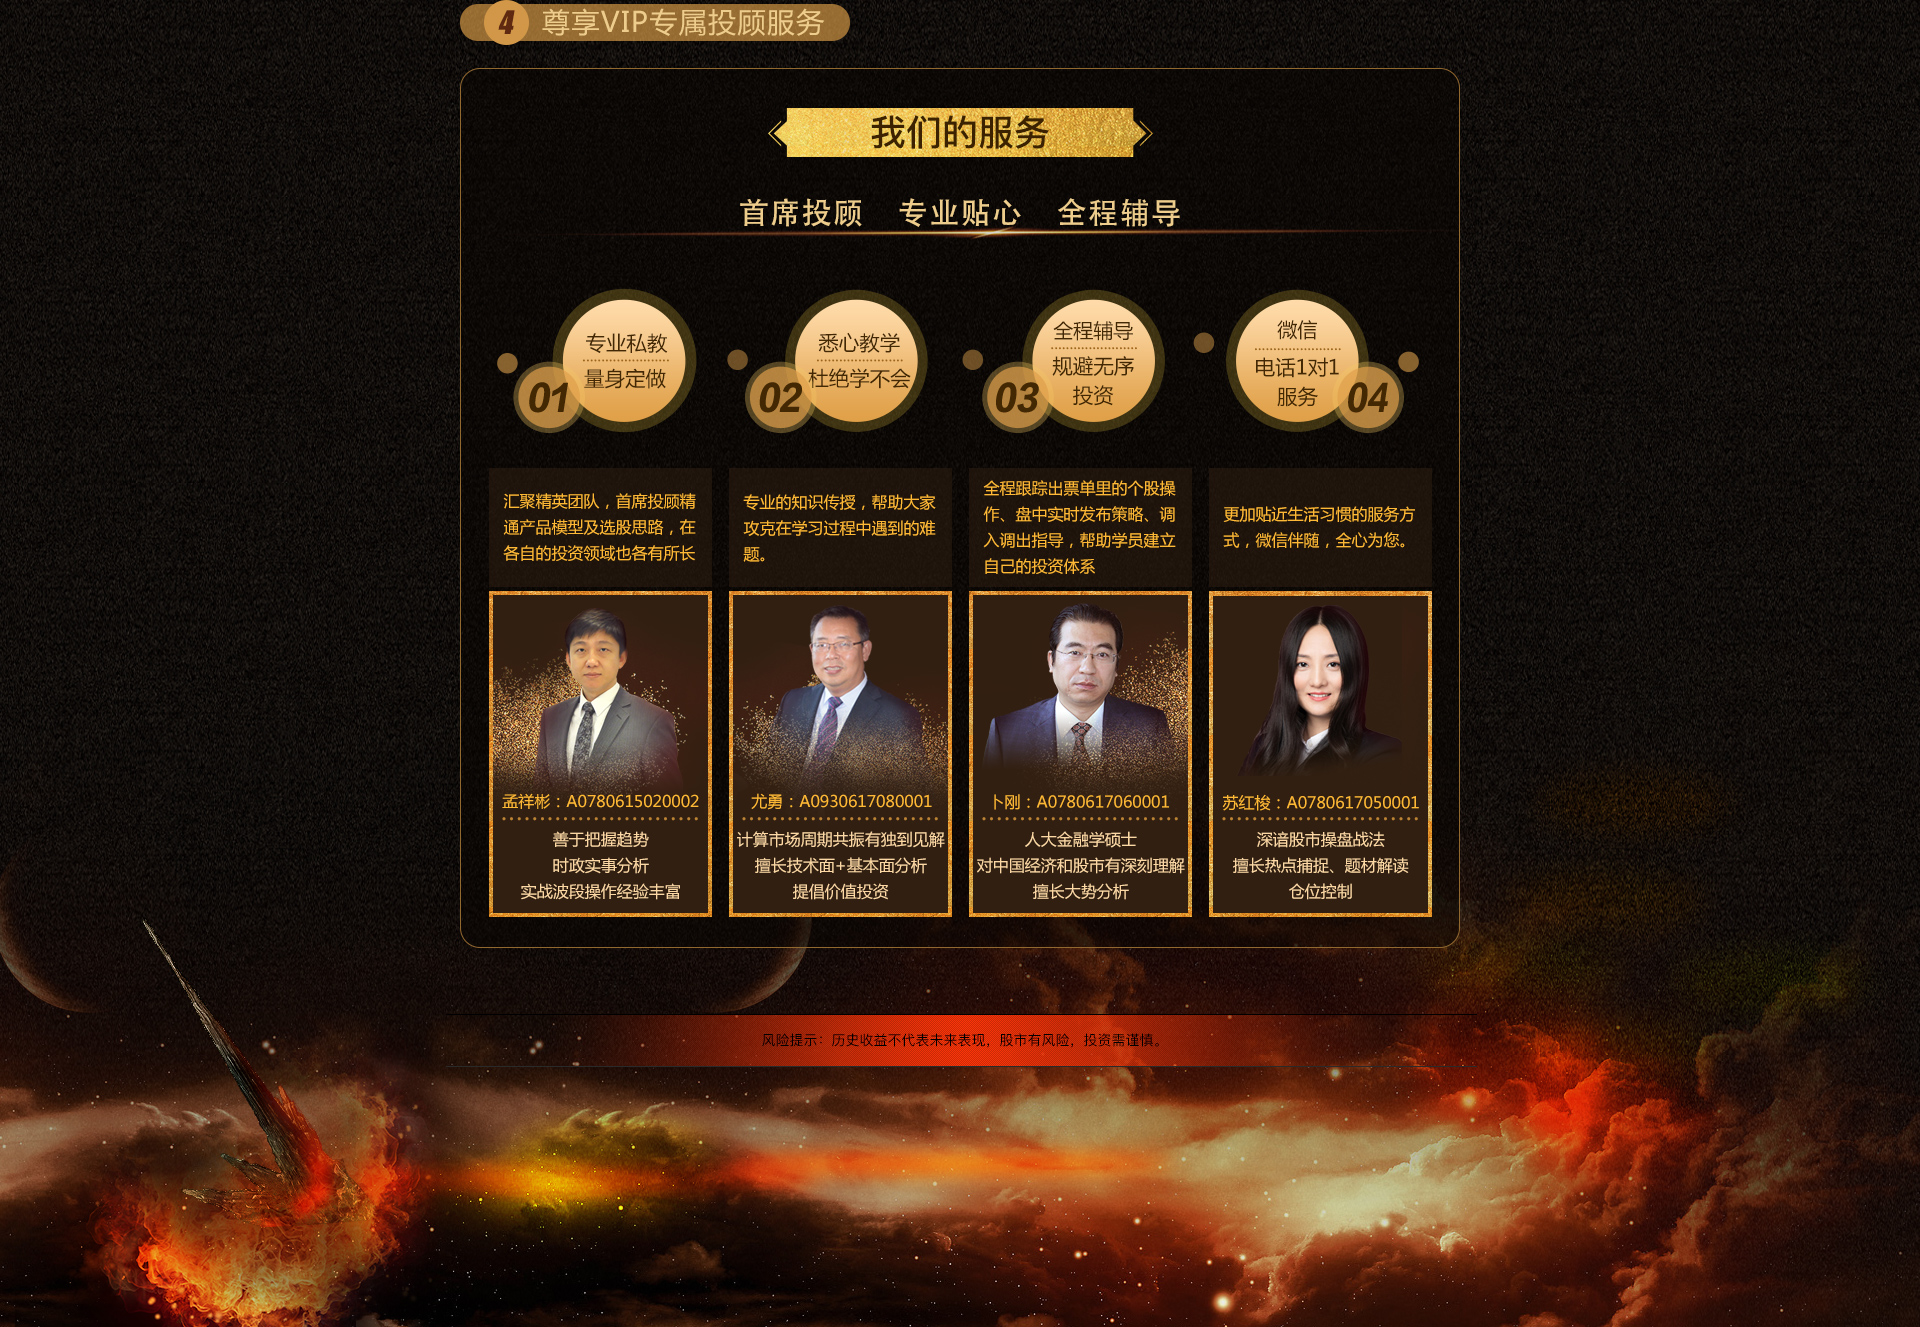 4 尊享VIP专属投顾服务
我们的服务
首席投顾 专业贴心 全程辅导
专业私教
量身定做
01
悉心教学
杜绝学不会
02
全程辅导
规避无序
投资
03
微信
电话1对1
服务
04
汇聚精英团队，首席投顾精
通产品模型及选股思路，在
各自的投资领域也各有所长
专业的知识传授，帮助大家
攻克在学习过程中遇到的难
题。
全程跟踪出票单里的个股操
作、盘中实时发布策略、调
入调出指导，帮助学员建立
自己的投资体系
更加贴近生活习惯的服务方
式，微信伴随，全心为您。
孟祥彬：A0780615020002
善于把握趋势
时政实事分析
实战波段操作经验丰富
尤勇：A0930617080001
计算市场周期共振有独到见解
擅长技术面+基本面分析
提倡价值投资
卜刚：A0780617060001
人大金融学硕士
对中国经济和股市有深刻理解
擅长大势分析
苏红梭：A0780617050001
深谙股市操盘战法
擅长热点捕捉、题材解读
仓位控制
风险提示：历史收益不代表未来表现，股市有风险，投资需谨慎。